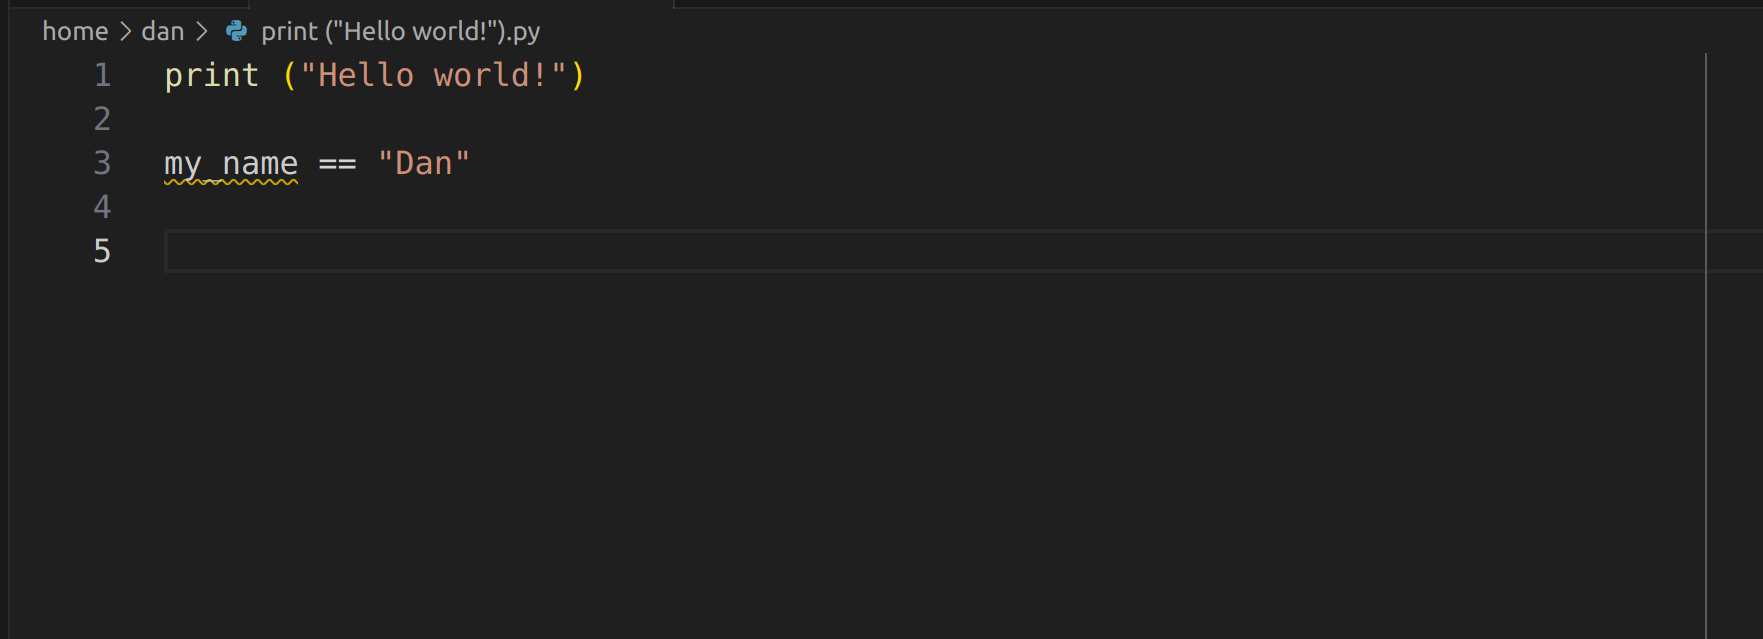 home > dan > print ("Hello world!").py
1 print ("Hello world!")
2
3 my_name == "Dan"
4
5